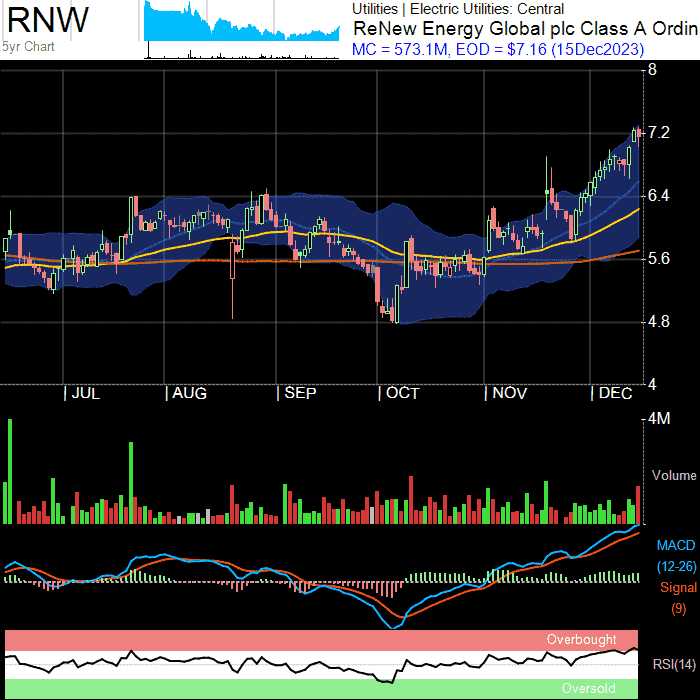 RNW
5yr Chart
Utilities | Electric Utilities: Central
ReNew Energy Global plc Class A Ordin
MC = 573.1M, EOD = $7.16 (15Dec2023)
8
7.2
6.4
5.6
4.8
4
| JUL | AUG | SEP | OCT | NOV | DEC
4M
Volume
MACD
(12-26)
Signal
(9)
Overbought
RSI(14)
Oversold